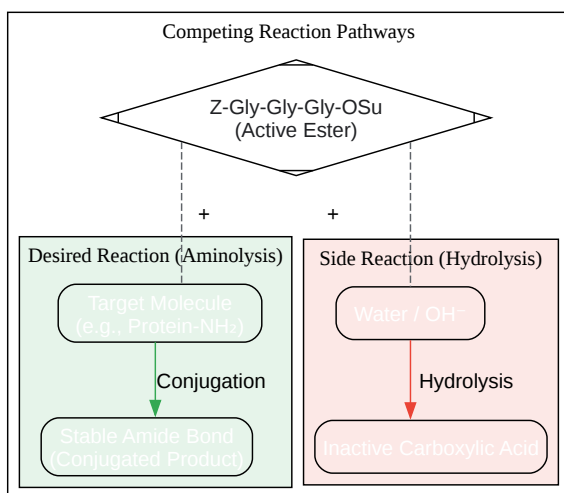 Competing Reaction Pathways
Z-Gly-Gly-Gly-OSu
(Active Ester)
+
+
Desired Reaction (Aminolysis)
Target Molecule
(e.g., Protein-NH₂)
Conjugation
Stable Amide Bond
(Conjugated Product)
Side Reaction (Hydrolysis)
Water / OH⁻
Hydrolysis
Inactive Carboxylic Acid